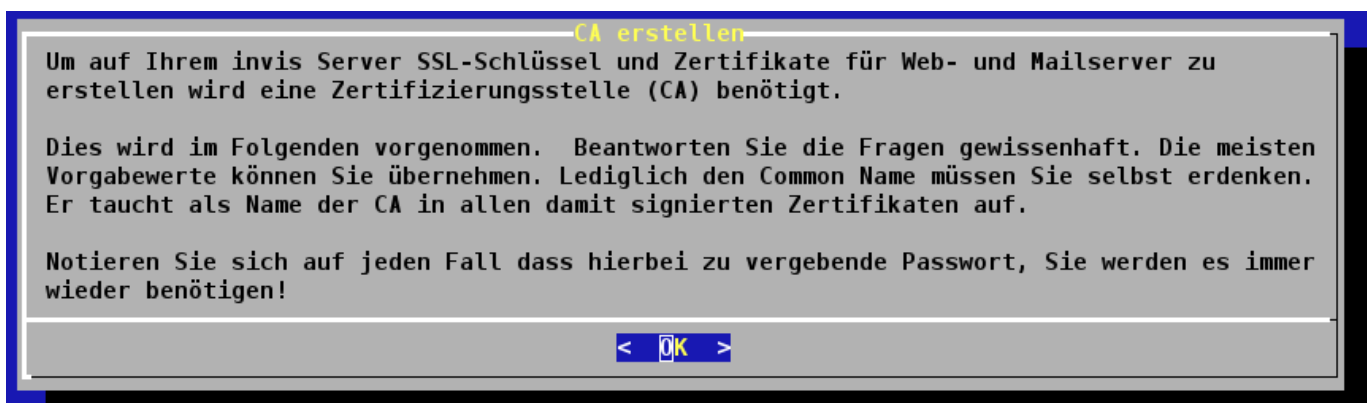 CA erstellen
Um auf Ihrem invis Server SSL-Schlüssel und Zertifikate für Web- und Mailserver zu
erstellen wird eine Zertifizierungsstelle (CA) benötigt.
Dies wird im Folgenden vorgenommen.  Beantworten Sie die Fragen gewissenhaft. Die meisten
Vorgabewerte können Sie übernehmen. Lediglich den Common Name müssen Sie selbst erdenken.
Er taucht als Name der CA in allen damit signierten Zertifikaten auf.
Notieren Sie sich auf jeden Fall dass hierbei zu vergebende Passwort, Sie werden es immer
wieder benötigen!
<  OK  >